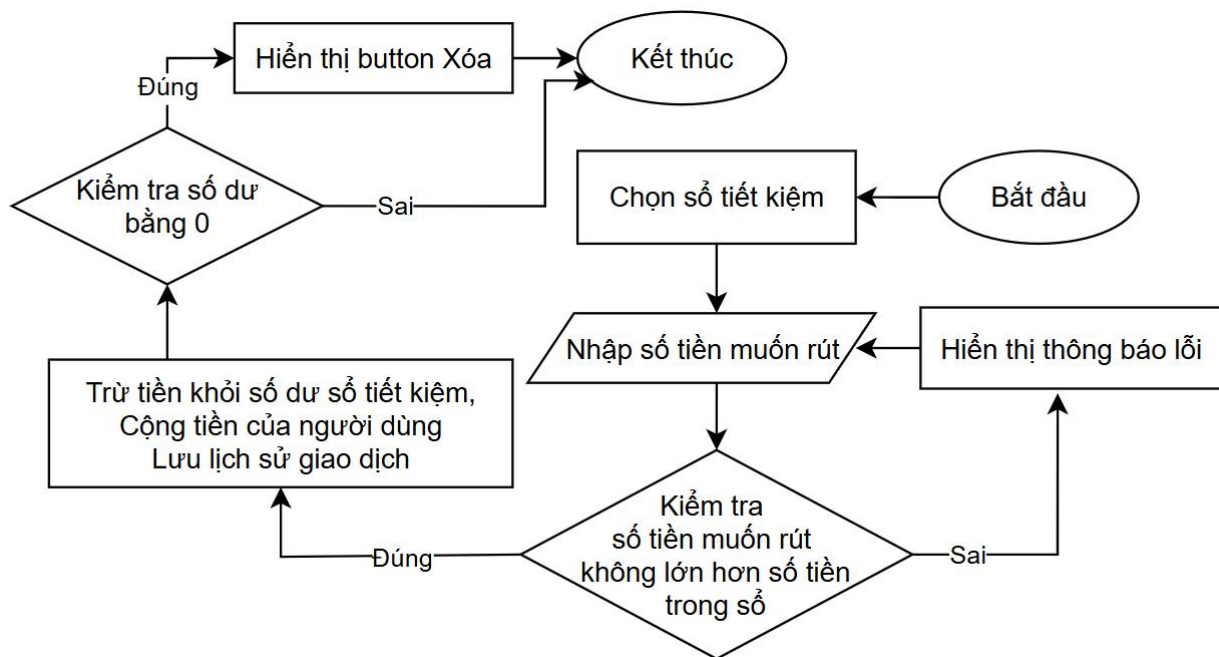 Hiển thị button Xóa
Kết thúc
Đúng
Kiểm tra số dư
bằng 0
Sai
Chọn sổ tiết kiệm
Bắt đầu
Nhập số tiền muốn rút
Hiển thị thông báo lỗi
Trừ tiền khỏi số dư sổ tiết kiệm,
Cộng tiền của người dùng
Lưu lịch sử giao dịch
Kiểm tra
số tiền muốn rút
không lớn hơn số tiền
trong sổ
Đúng
Sai